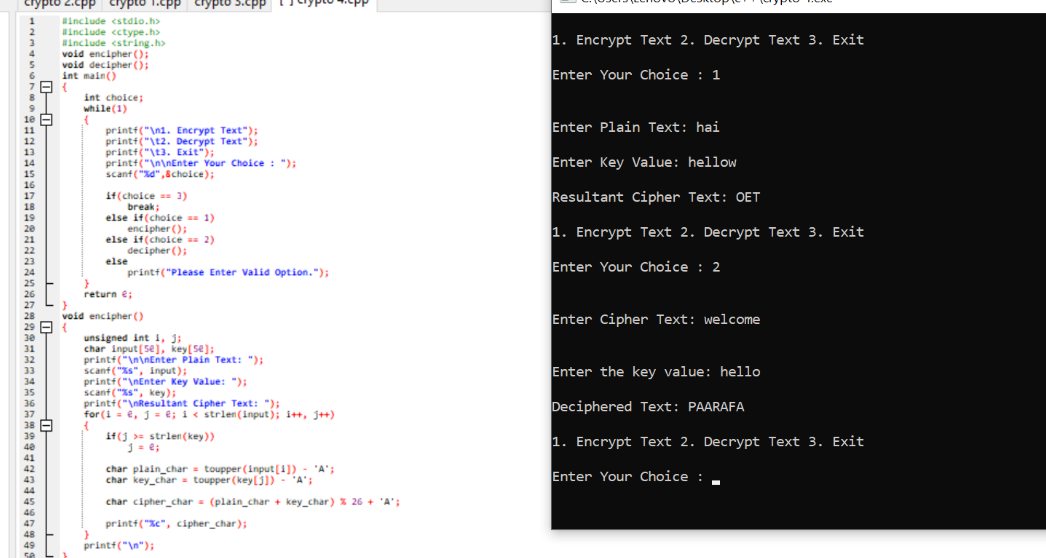 crypto 2.cpp crypto 1.cpp crypto 3.cpp [*] crypto 4.cpp
1 #include <stdio.h>
2 #include <ctype.h>
3 #include <string.h>
4 void encipher();
5 void decipher();
6 int main()
7 {
8 int choice;
9 while(1)
10 {
11 printf("\n1. Encrypt Text");
12 printf("\t2. Decrypt Text");
13 printf("\t3. Exit");
14 printf("\n\nEnter Your Choice : ");
15 scanf("%d",&choice);
16
17 if(choice == 3)
18 break;
19 else if(choice == 1)
20 encipher();
21 else if(choice == 2)
22 decipher();
23 else
24 printf("Please Enter Valid Option.");
25 }
26 return 0;
27 }
28 void encipher()
29 {
30 unsigned int i, j;
31 char input[50], key[50];
32 printf("\n\nEnter Plain Text: ");
33 scanf("%s", input);
34 printf("\nEnter Key Value: ");
35 scanf("%s", key);
36 printf("\nResultant Cipher Text: ");
37 for(i = 0, j = 0; i < strlen(input); i++, j++)
38 {
39 if(j >= strlen(key))
40 j = 0;
41
42 char plain_char = toupper(input[i]) - 'A';
43 char key_char = toupper(key[j]) - 'A';
44
45 char cipher_char = (plain_char + key_char) % 26 + 'A';
46
47 printf("%c", cipher_char);
48 }
49 printf("\n");
50 }
C:\Users\Lenovo\Desktop\c++\crypto 4.exe
1. Encrypt Text 2. Decrypt Text 3. Exit
Enter Your Choice : 1
Enter Plain Text: hai
Enter Key Value: hellow
Resultant Cipher Text: OET
1. Encrypt Text 2. Decrypt Text 3. Exit
Enter Your Choice : 2
Enter Cipher Text: welcome
Enter the key value: hello
Deciphered Text: PAARAFA
1. Encrypt Text 2. Decrypt Text 3. Exit
Enter Your Choice :